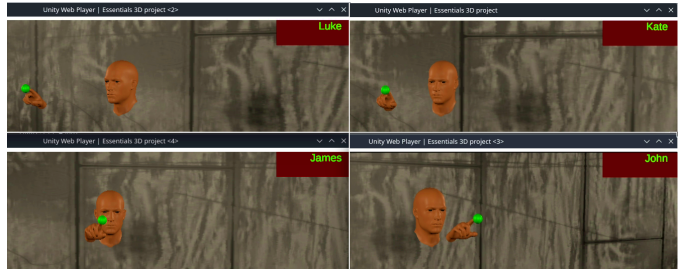 Unity Web Player | Essentials 3D project <2>
Luke
Unity Web Player | Essentials 3D project
Kate
Unity Web Player | Essentials 3D project <4>
James
Unity Web Player | Essentials 3D project <3>
John